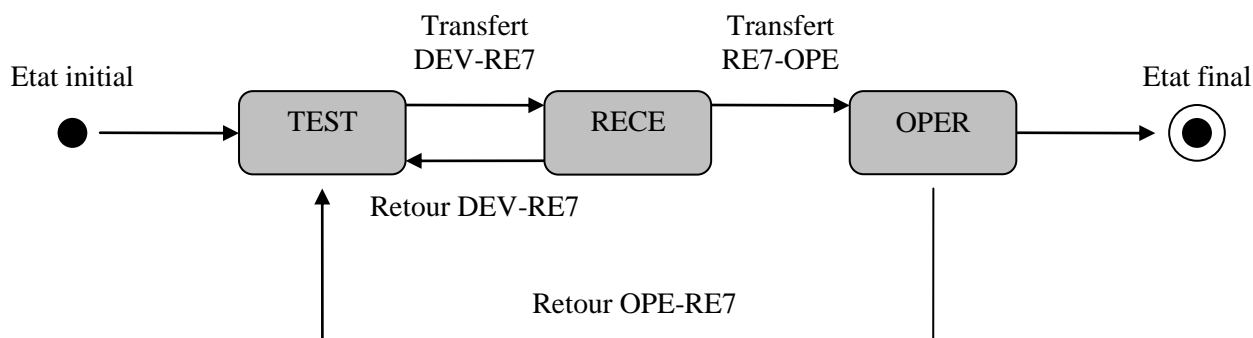 Transfert
DEV-RE7
Transfert
RE7-OPE
Etat initial
Etat final
TEST
RECE
OPER
Retour DEV-RE7
Retour OPE-RE7